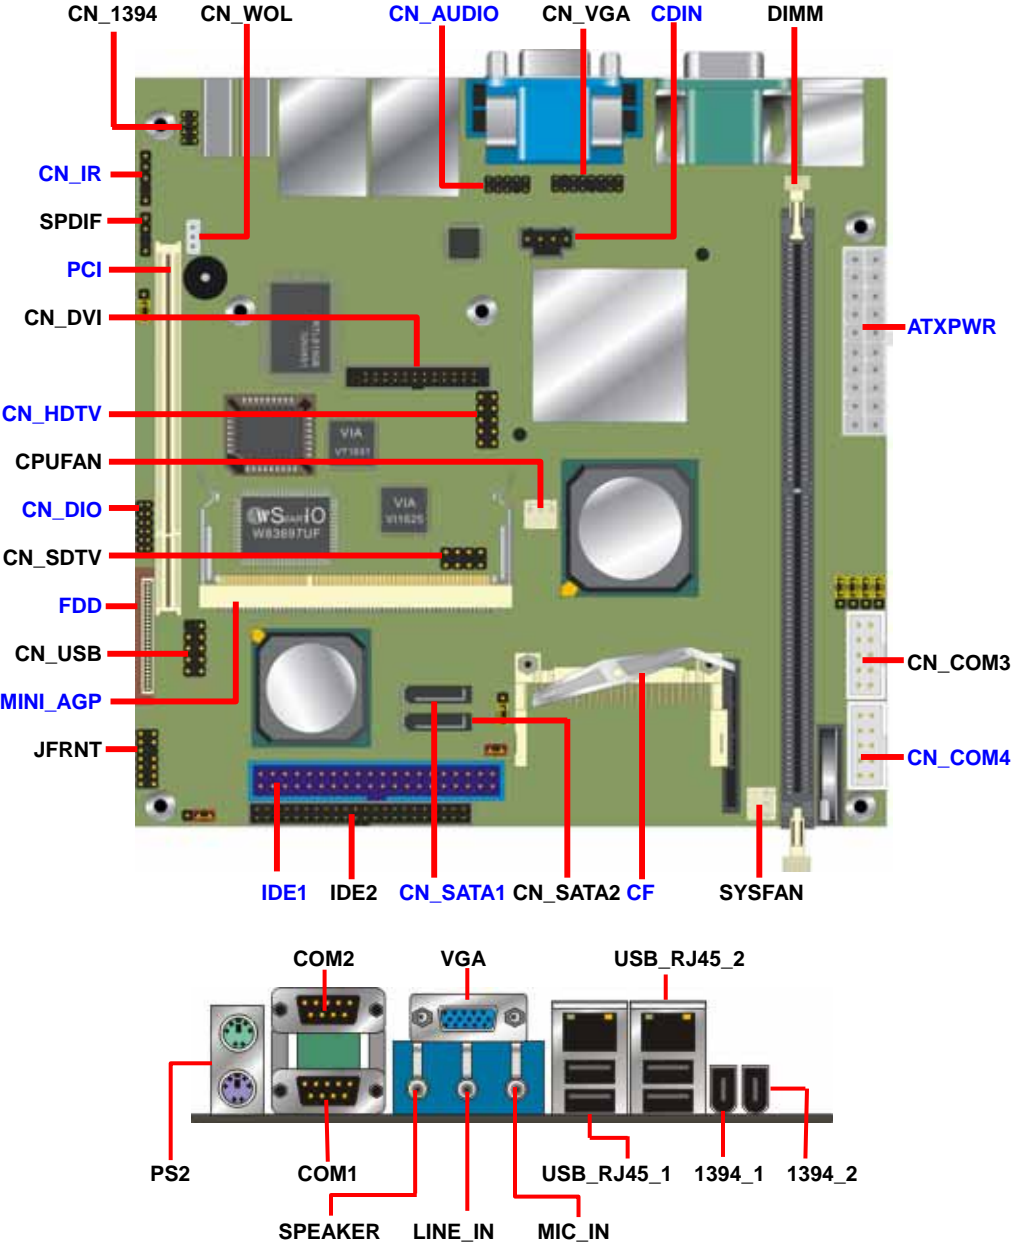 CN_1394 CN_WOL CN_AUDIO CN_VGA CDIN DIMM
CN_IR
SPDIF
PCI
CN_DVI
ATXPWR
CN_HDTV
VIA
CPUFAN
VIA
CN_DIO
W83697UF
CN_SDTV
FDD
CN_USB
CN_COM3
MINI_AGP
JFRNT
CN_COM4
IDE1 IDE2 CN_SATA1 CN_SATA2 CF SYSFAN
COM2 VGA USB_RJ45_2
PS2 COM1 USB_RJ45_1 1394_1 1394_2
SPEAKER LINE_IN MIC_IN